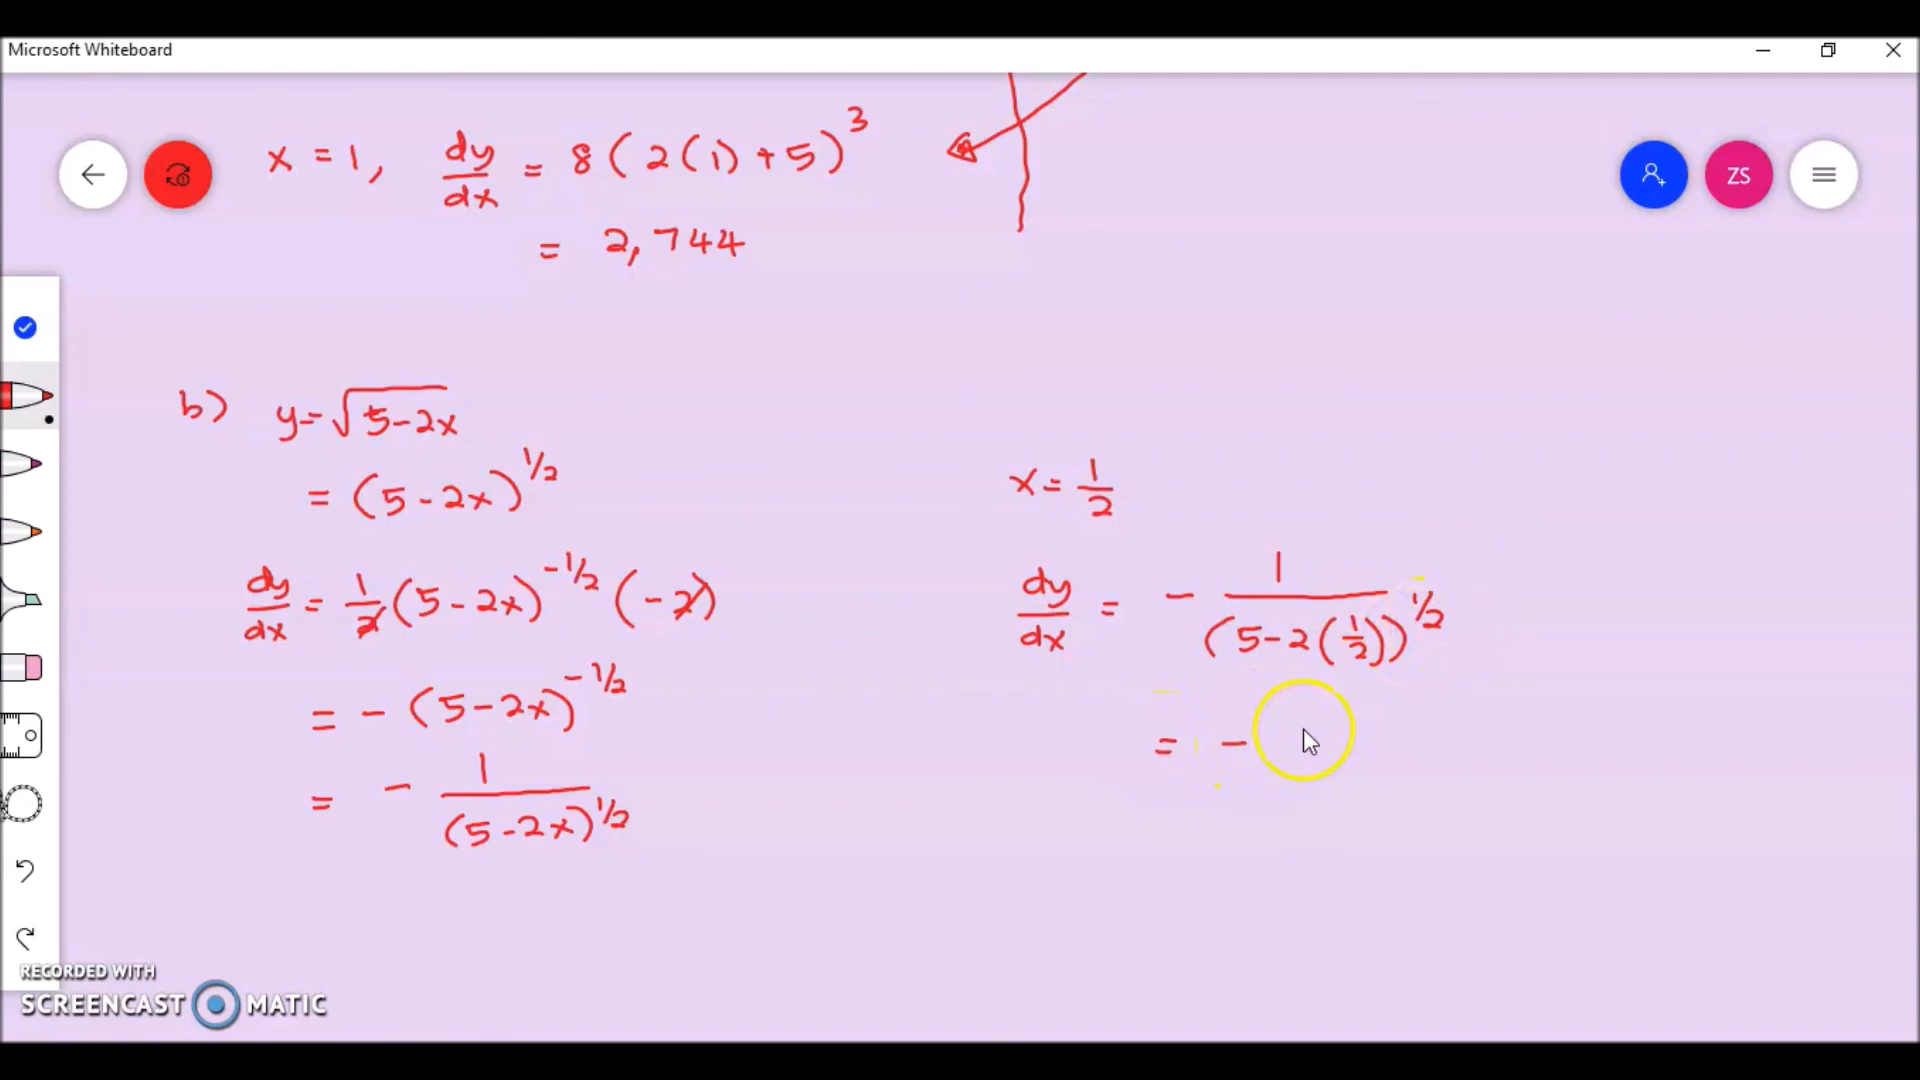 Microsoft Whiteboard
x = 1, dy/dx = 8(2(1)+5)^3
= 2,744
ZS
b) y = √(5-2x)
= (5-2x)^1/2
dy/dx = 1/2 (5-2x)^-1/2 (-2)
= -(5-2x)^-1/2
= - 1/(5-2x)^1/2
x = 1/2
dy/dx = - 1/(5-2(1/2))^1/2
= -
RECORDED WITH
SCREENCAST MATIC